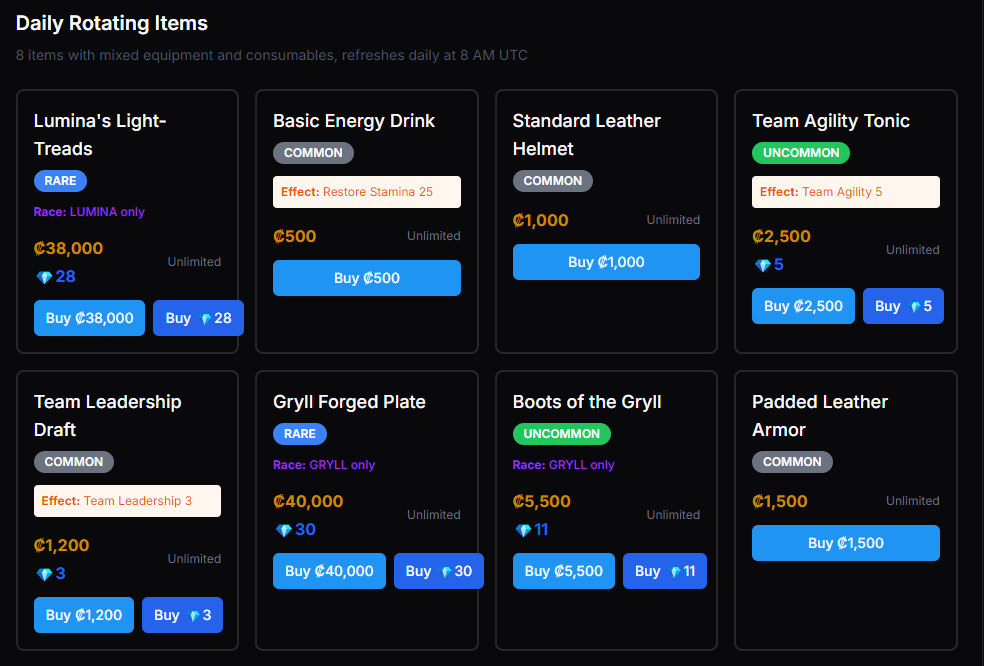 Daily Rotating Items
8 items with mixed equipment and consumables, refreshes daily at 8 AM UTC
Lumina's Light-
Treads
RARE
Race: LUMINA only
₡38,000
💎 28
Unlimited
Buy ₡38,000
Buy 💎 28
Basic Energy Drink
COMMON
Effect: Restore Stamina 25
₡500
Unlimited
Buy ₡500
Standard Leather
Helmet
COMMON
₡1,000
Unlimited
Buy ₡1,000
Team Agility Tonic
UNCOMMON
Effect: Team Agility 5
₡2,500
💎 5
Unlimited
Buy ₡2,500
Buy 💎 5
Team Leadership
Draft
COMMON
Effect: Team Leadership 3
₡1,200
💎 3
Unlimited
Buy ₡1,200
Buy 💎 3
Gryll Forged Plate
RARE
Race: GRYLL only
₡40,000
💎 30
Unlimited
Buy ₡40,000
Buy 💎 30
Boots of the Gryll
UNCOMMON
Race: GRYLL only
₡5,500
💎 11
Unlimited
Buy ₡5,500
Buy 💎 11
Padded Leather
Armor
COMMON
₡1,500
Unlimited
Buy ₡1,500